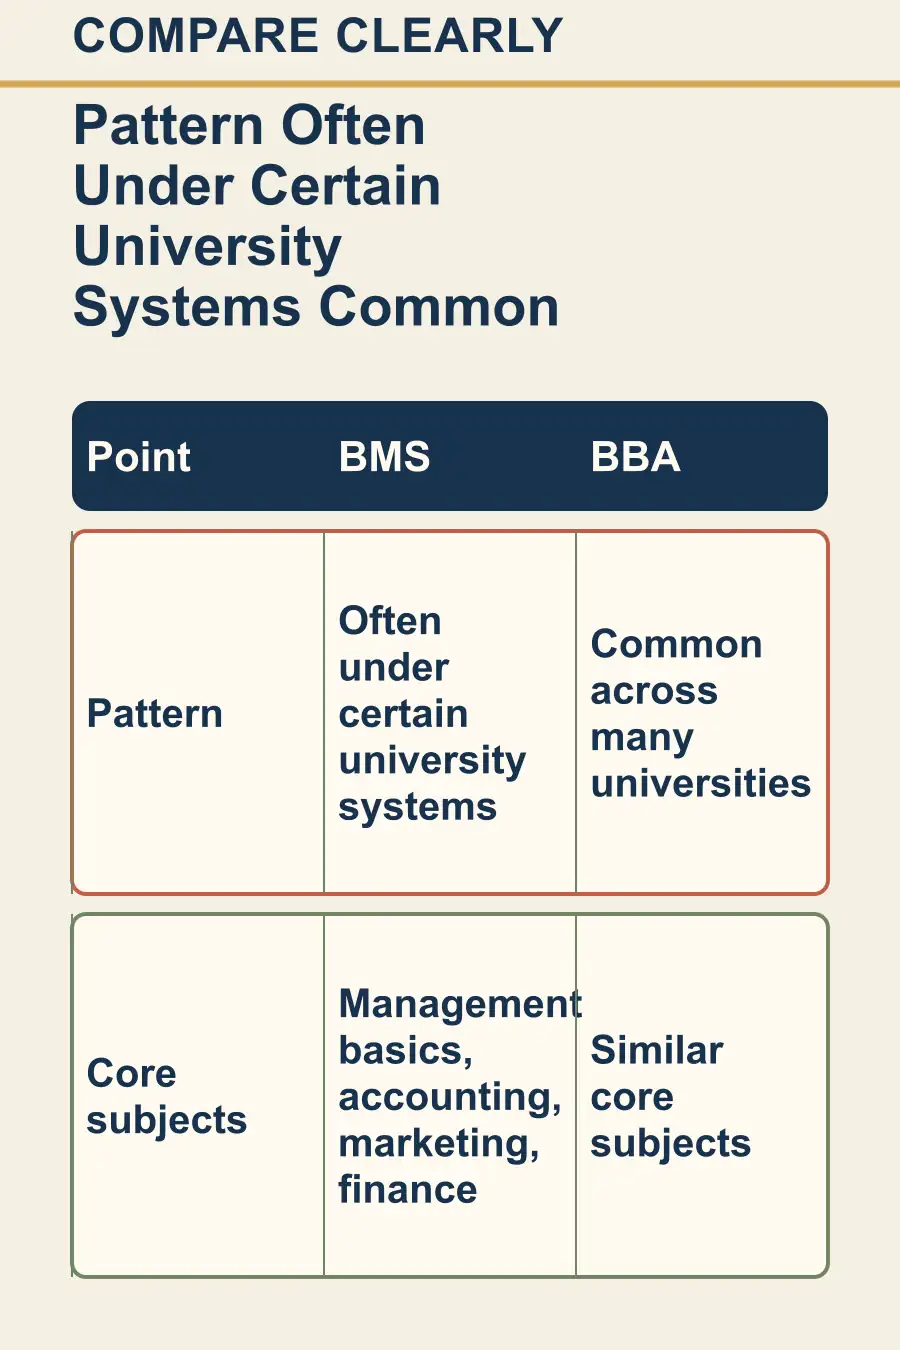 COMPARE CLEARLY
Pattern Often
Under Certain
University
Systems Common
Point BMS BBA
Pattern
Often
under
certain
university
systems
Common
across
many
universities
Core
subjects
Management
basics,
accounting,
marketing,
finance
Similar
core
subjects